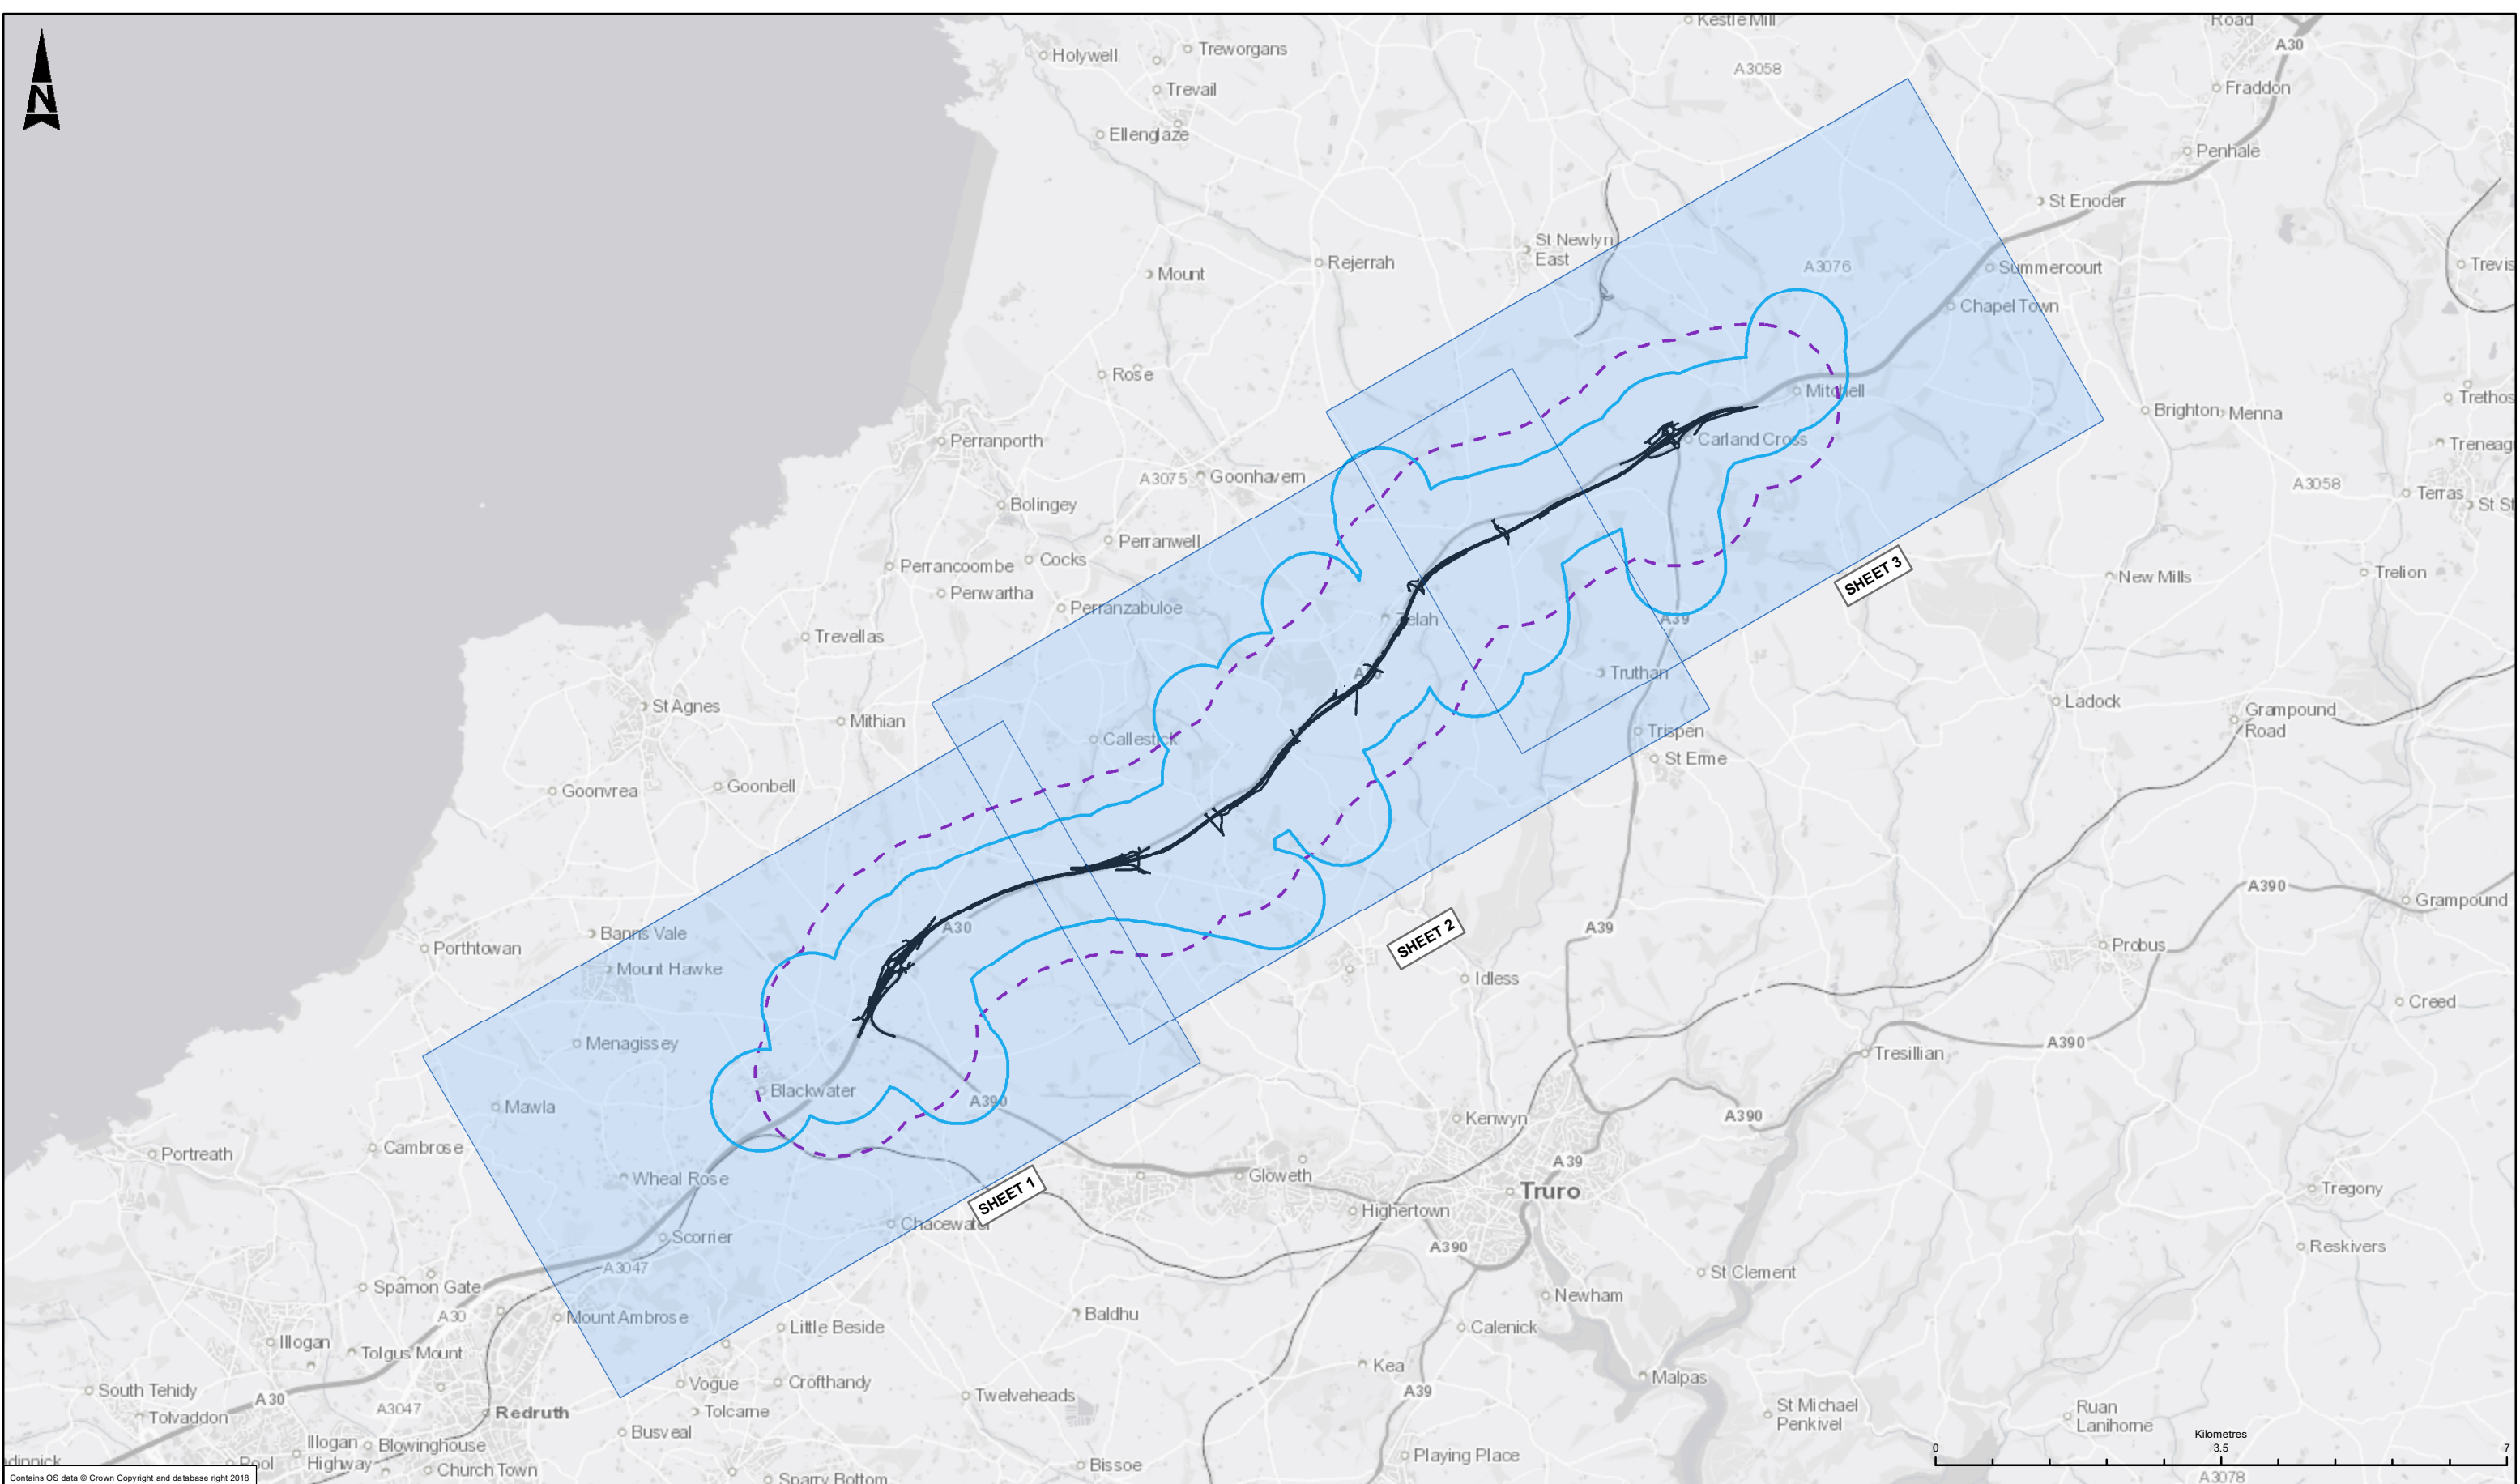 Kestle Mill
Road
A30
Holywell
Treworgans
A3058
Trevail
Fraddon
N
Ellenglaze
Penhale
St Enoder
St Newlyn
East
Rejerrah
Mount
A3076
Summercourt
Trevis
Chapel Town
Rose
Mitchell
Trethos
Brighton
Menna
Perranporth
Carland Cross
Treneag
A3075
Goonhavern
A3058
Terras
St St
Bolingey
Perranwell
Cocks
Perrancoombe
SHEET 3
New Mills
Trelion
Penwartha
Perranzabuloe
Zelah
A39
Trevellas
Truthan
St Agnes
Mithian
Ladock
Grampound
Road
Trispen
Callestick
St Erme
Goonvrea
Goonbell
A390
Grampound
Banns Vale
A30
A39
SHEET 2
Porthtowan
Probus
Mount Hawke
Idless
Creed
Menagissey
A390
Tresillian
Blackwater
A390
Mawla
Kenwyn
A390
Cambrose
Portreath
A39
Wheal Rose
Gloweth
SHEET 1
Truro
Tregony
Highertown
Chacewater
Scorrier
A390
Reskivers
A3047
St Clement
Sparnon Gate
Newham
A30
Mount Ambrose
Baldhu
Little Beside
Calenick
Illogan
Tolgus Mount
Kea
Malpas
Vogue
Crofthandy
South Tehidy
A30
Twelveheads
A39
A3047
Redruth
Tolcarne
St Michael
Penkivel
Ruan
Lanihorne
Tolvaddon
Busveal
Kilometres
0
3.5
7
Illogan
Highway
Blowinghouse
Playing Place
Pool
Church Town
Bissoe
Sparry Bottom
A3078
Contains OS data © Crown Copyright and database right 2018